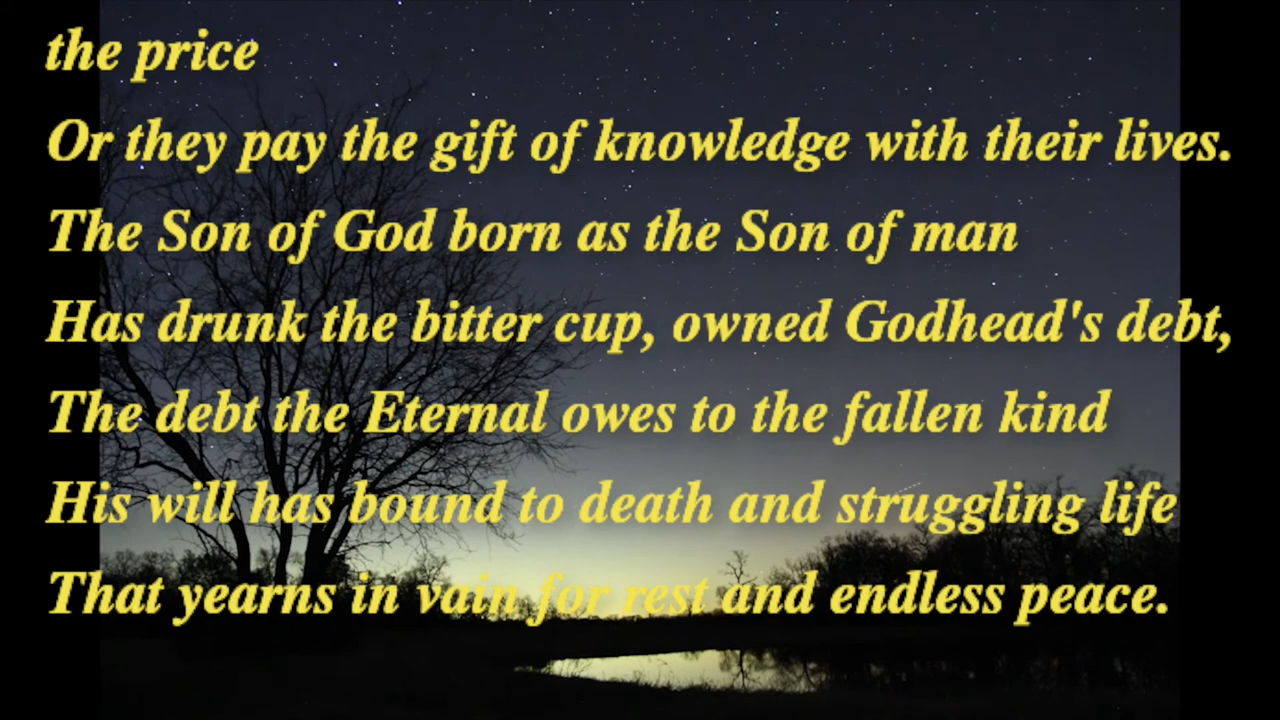 the price
Or they pay the gift of knowledge with their lives.
The Son of God born as the Son of man
Has drunk the bitter cup, owned Godhead's debt,
The debt the Eternal owes to the fallen kind
His will has bound to death and struggling life
That yearns in vain for rest and endless peace.